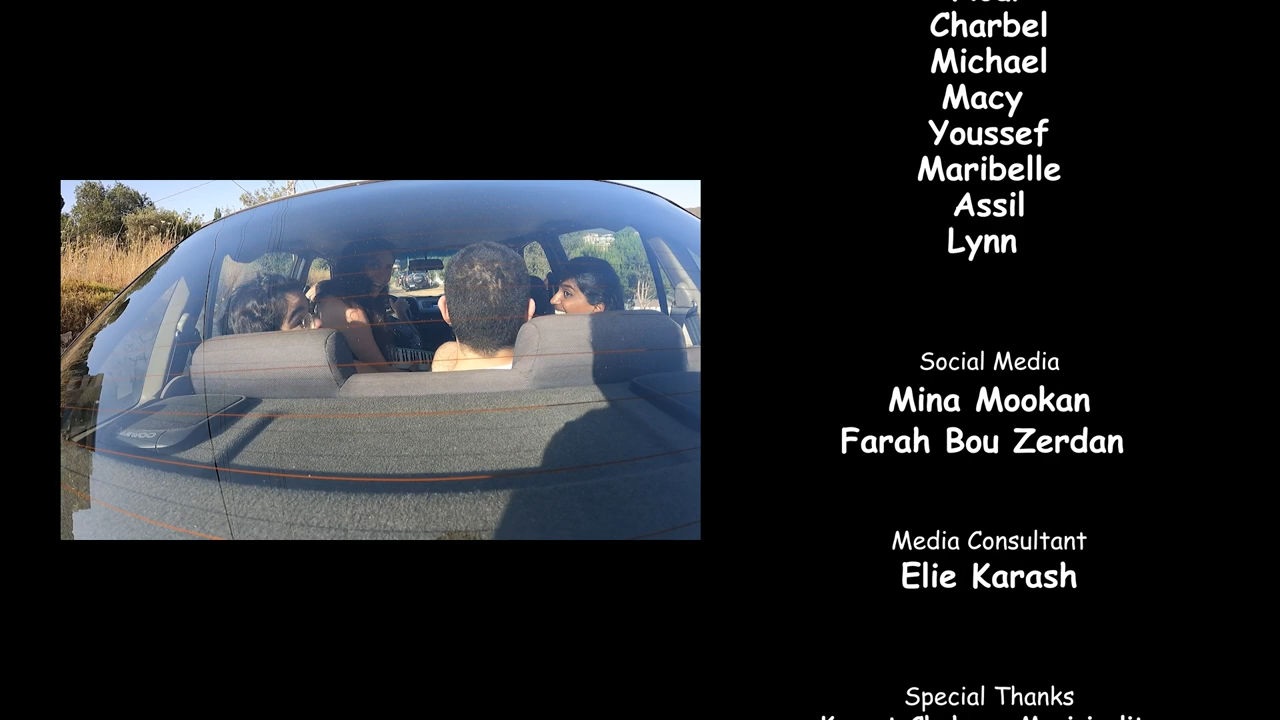 Charbel
Michael
Macy
Youssef
Maribelle
Assil
Lynn
Social Media
Mina Mookan
Farah Bou Zerdan
Media Consultant
Elie Karash
Special Thanks